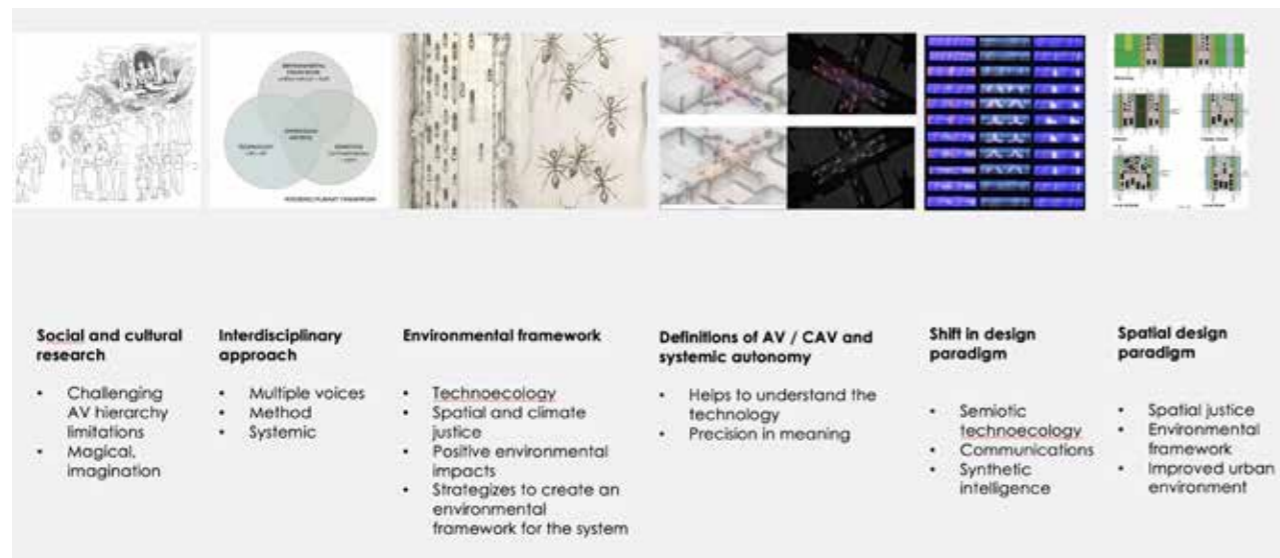 Social and cultural
research
• Challenging
AV hierarchy
limitations
• Magical,
imagination
Interdisciplinary
approach
• Multiple voices
• Method
• Systemic
Environmental framework
• Technoecology
• Spatial and climate
justice
• Positive environmental
impacts
• Strategizes to create an
environmental
framework for the system
Definitions of AV / CAV and
systemic autonomy
• Helps to understand the
technology
• Precision in meaning
Shift in design
paradigm
• Semiotic
technoecology
• Communications
• Synthetic
intelligence
Spatial design
paradigm
• Spatial justice
• Environmental
framework
• Improved urban
environment